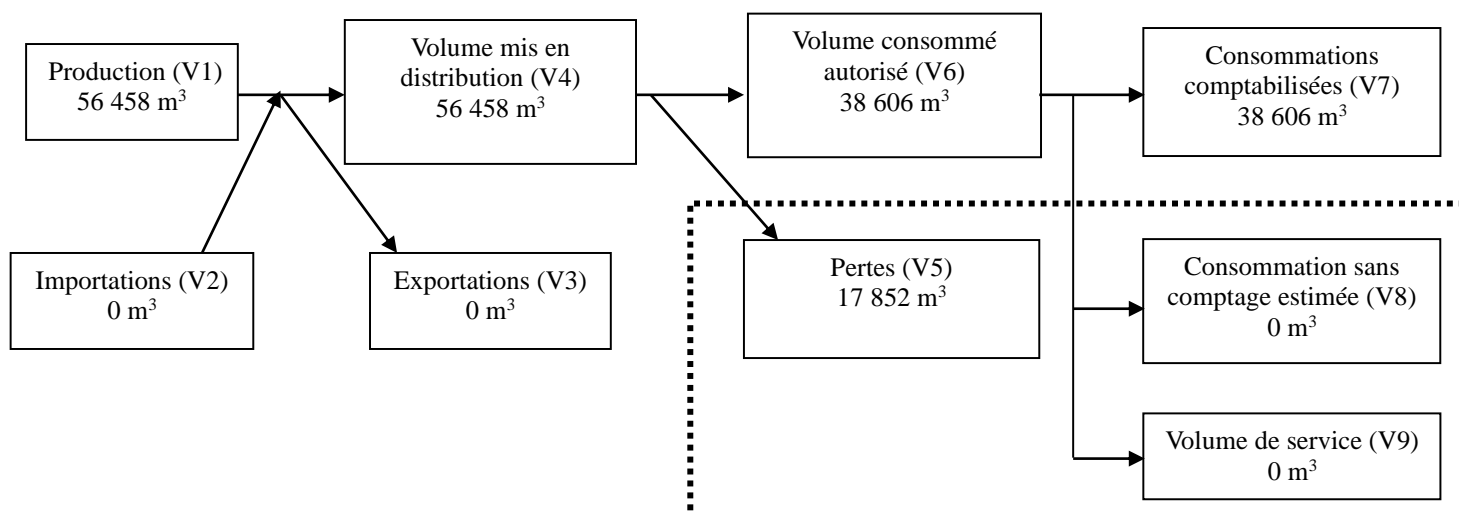 Production (V1)
56 458 m³
Volume mis en
distribution (V4)
56 458 m³
Volume consommé
autorisé (V6)
38 606 m³
Consommations
comptabilisées (V7)
38 606 m³
Importations (V2)
0 m³
Exportations (V3)
0 m³
Pertes (V5)
17 852 m³
Consommation sans
comptage estimée (V8)
0 m³
Volume de service (V9)
0 m³